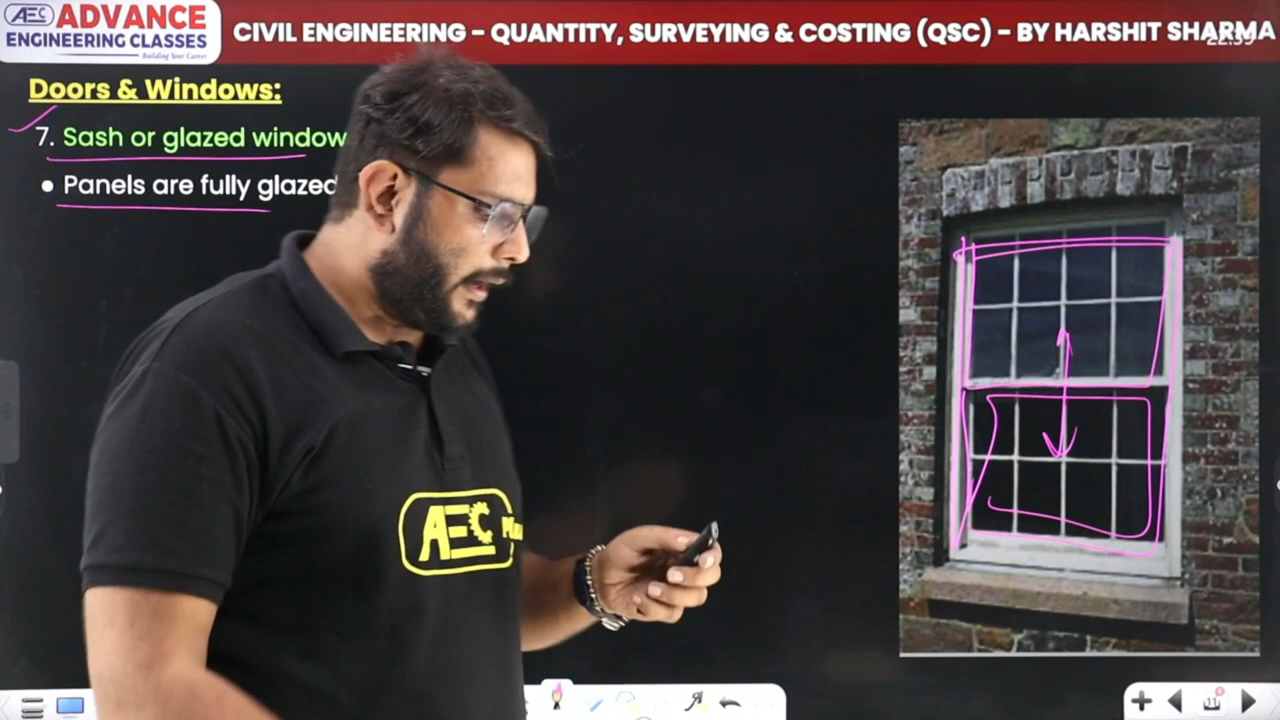 AEC ADVANCE
ENGINEERING CLASSES
Building Your Career
CIVIL ENGINEERING – QUANTITY, SURVEYING & COSTING (QSC) – BY HARSHIT SHARMA
Doors & Windows:
7. Sash or glazed window
• Panels are fully glazed
AEC
11